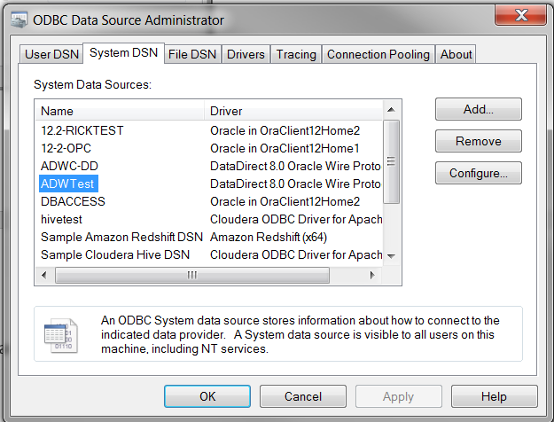 ODBC Data Source Administrator
User DSN System DSN File DSN Drivers Tracing Connection Pooling About
System Data Sources:
Name Driver
12.2-RICKTEST Oracle in OraClient12Home2
12-2-OPC Oracle in OraClient12Home1
ADWC-DD DataDirect 8.0 Oracle Wire Proto
ADWTest DataDirect 8.0 Oracle Wire Proto
DBACCESS Oracle in OraClient12Home2
hivetest Cloudera ODBC Driver for Apach
Sample Amazon Redshift DSN Amazon Redshift (x64)
Sample Cloudera Hive DSN Cloudera ODBC Driver for Apach
Add...
Remove
Configure...
An ODBC System data source stores information about how to connect to the
indicated data provider. A System data source is visible to all users on this
machine, including NT services.
OK Cancel Apply Help